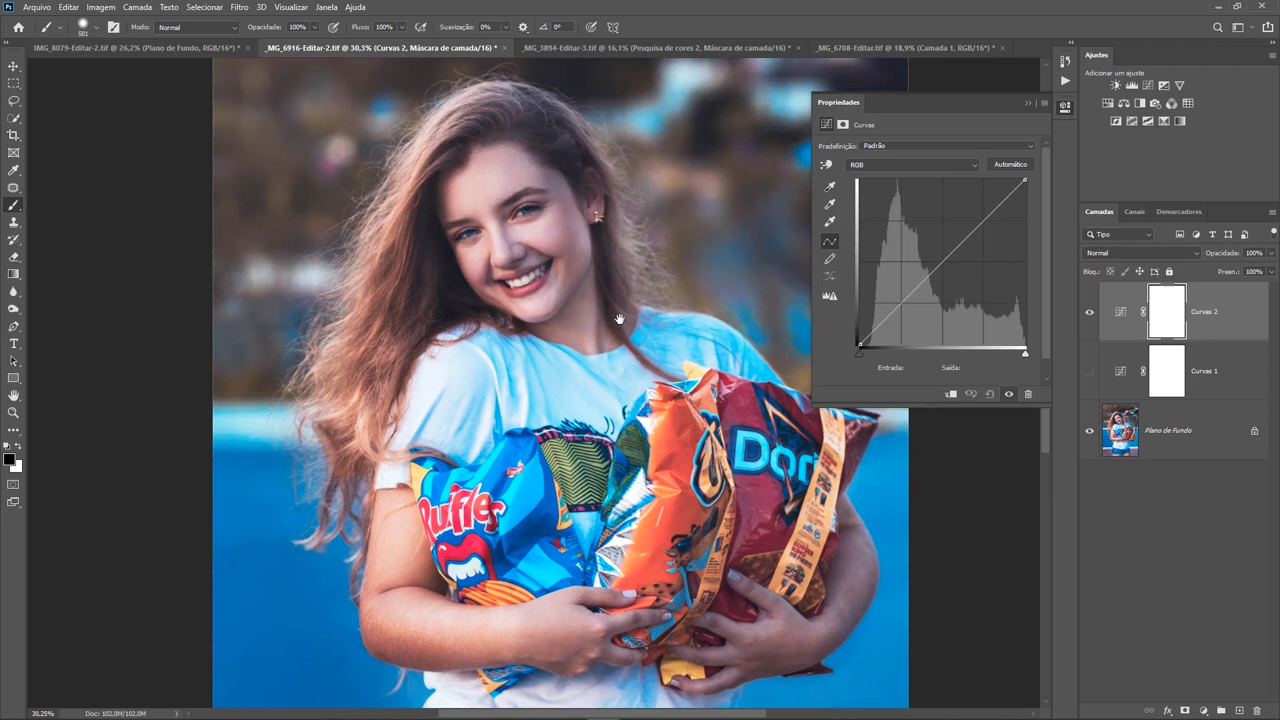 Arquivo Editar Imagem Camada Texto Selecionar Filtro 3D Visualizar Janela Ajuda
581 Modo: Normal Opacidade: 100% Fluxo: 100% Suavização: 0% 0°
IMG_8079-Editar-2.tif @ 26,2% (Plano de Fundo, RGB/16*) * × _MG_6916-Editar-2.tif @ 30,3% (Curvas 2, Máscara de camada/16) * × _MG_3894-Editar-3.tif @ 16,1% (Pesquisa de cores 2, Máscara de camada/16) * × _MG_6708-Editar.tif @ 18,9% (Camada 1, RGB/16*) * ×
Ajustes
Adicionar um ajuste
Propriedades
Curvas
Predefinição: Padrão
RGB Automático
Entrada: Saída:
Camadas Canais Demarcadores
Tipo
Normal Opacidade: 100%
Bloq.: Preen.: 100%
Curvas 2
Curvas 1
Plano de Fundo
Ruffles
Dori
30,25% Doc: 102,0M/102,0M